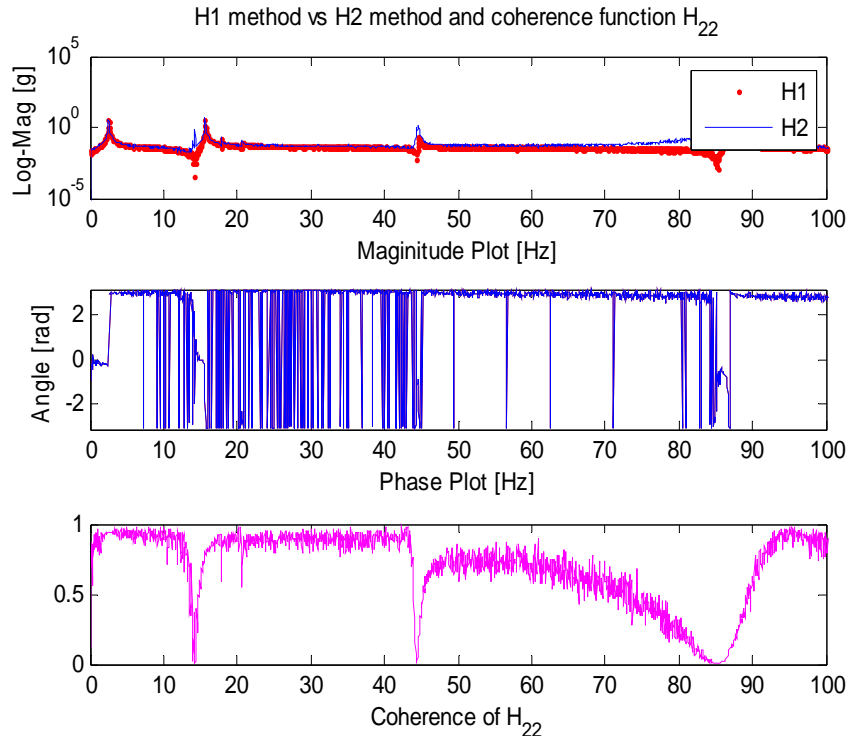 H1 method vs H2 method and coherence function H22
10^5
10^0
10^-5
Log-Mag [g]
H1
H2
0 10 20 30 40 50 60 70 80 90 100
Maginitude Plot [Hz]
2
0
-2
Angle [rad]
0 10 20 30 40 50 60 70 80 90 100
Phase Plot [Hz]
1
0.5
0
0 10 20 30 40 50 60 70 80 90 100
Coherence of H22